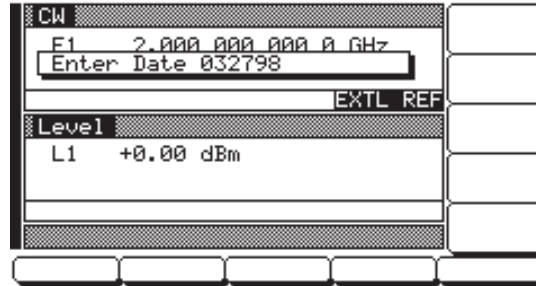 CW
F1 2.000 000 000 0 GHz
Enter Date 032798
EXTL REF
Level
L1 +0.00 dBm